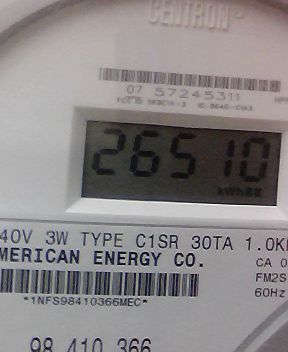 CENTRON
07 57245311
26510
kWh
40V 3W TYPE C1SR 30TA 1.0K
MERICAN ENERGY CO.
CA 0
FM2S
60Hz
*1NFS98410366MEC*
98 410 366